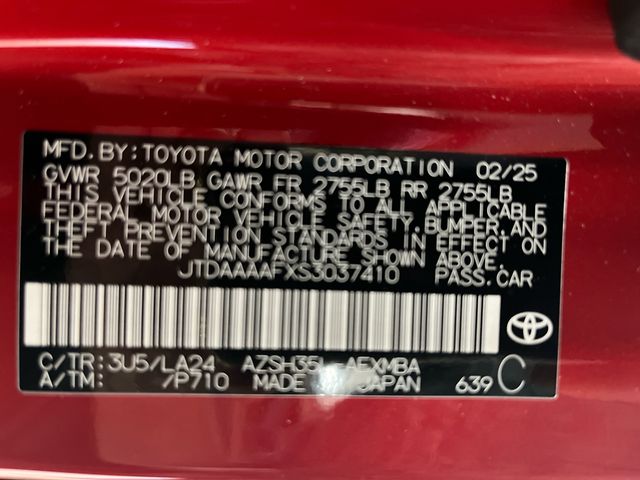 MFD. BY: TOYOTA MOTOR CORPORATION 02/25
GVWR 5020LB GAWR FR 2755LB RR 2755LB
THIS VEHICLE CONFORMS TO ALL APPLICABLE
FEDERAL MOTOR VEHICLE SAFETY, BUMPER, AND
THEFT PREVENTION STANDARDS IN EFFECT ON
THE DATE OF MANUFACTURE SHOWN ABOVE.
JTDAAAAFXS3037410 PASS. CAR
C/TR: 3U5/LA24 AZSH35L-AEXMBA
A/TM: /P710 MADE JAPAN 639 C